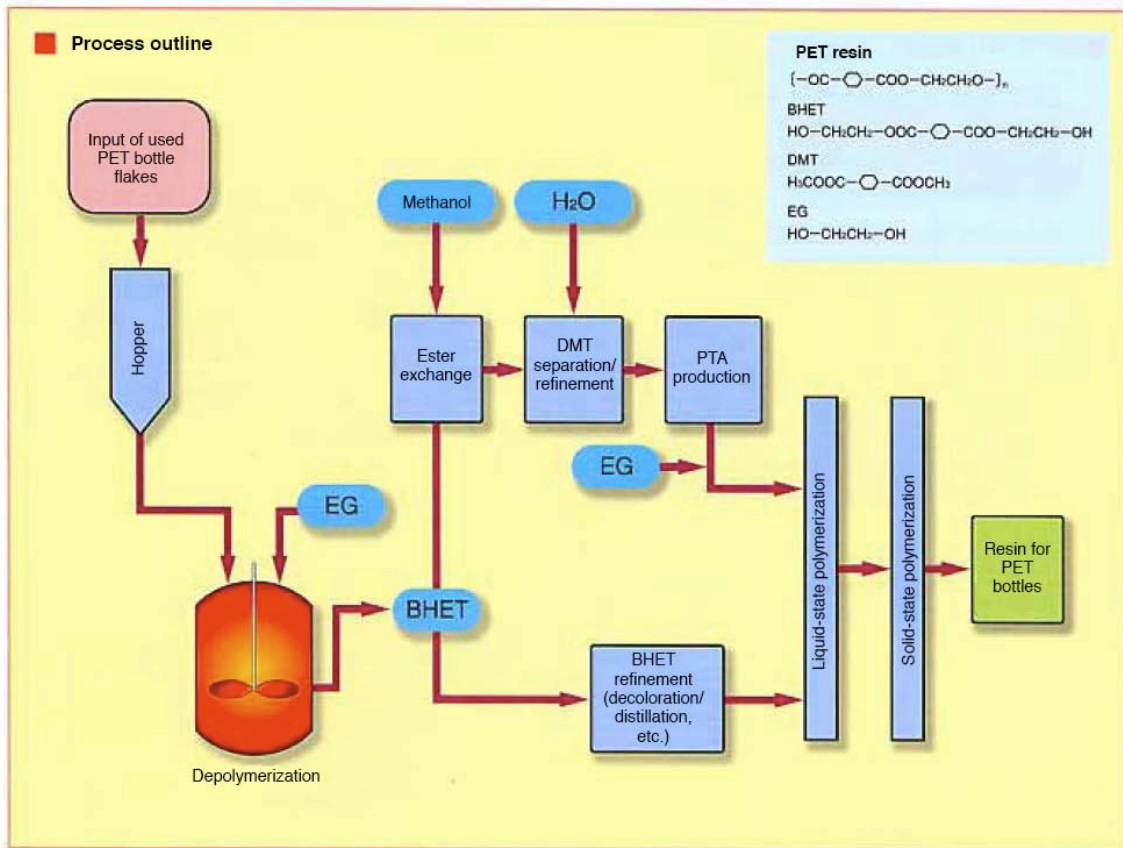 Process outline
PET resin
[-OC-⬡-COO-CH₂CH₂O-]ₙ
BHET
HO-CH₂CH₂-OOC-⬡-COO-CH₂CH₂-OH
DMT
H₃COOC-⬡-COOCH₃
EG
HO-CH₂CH₂-OH
Input of used
PET bottle
flakes
Hopper
Methanol
H₂O
Ester
exchange
DMT
separation/
refinement
PTA
production
EG
EG
BHET
Depolymerization
BHET
refinement
(decoloration/
distillation,
etc.)
Liquid-state polymerization
Solid-state polymerization
Resin for
PET
bottles